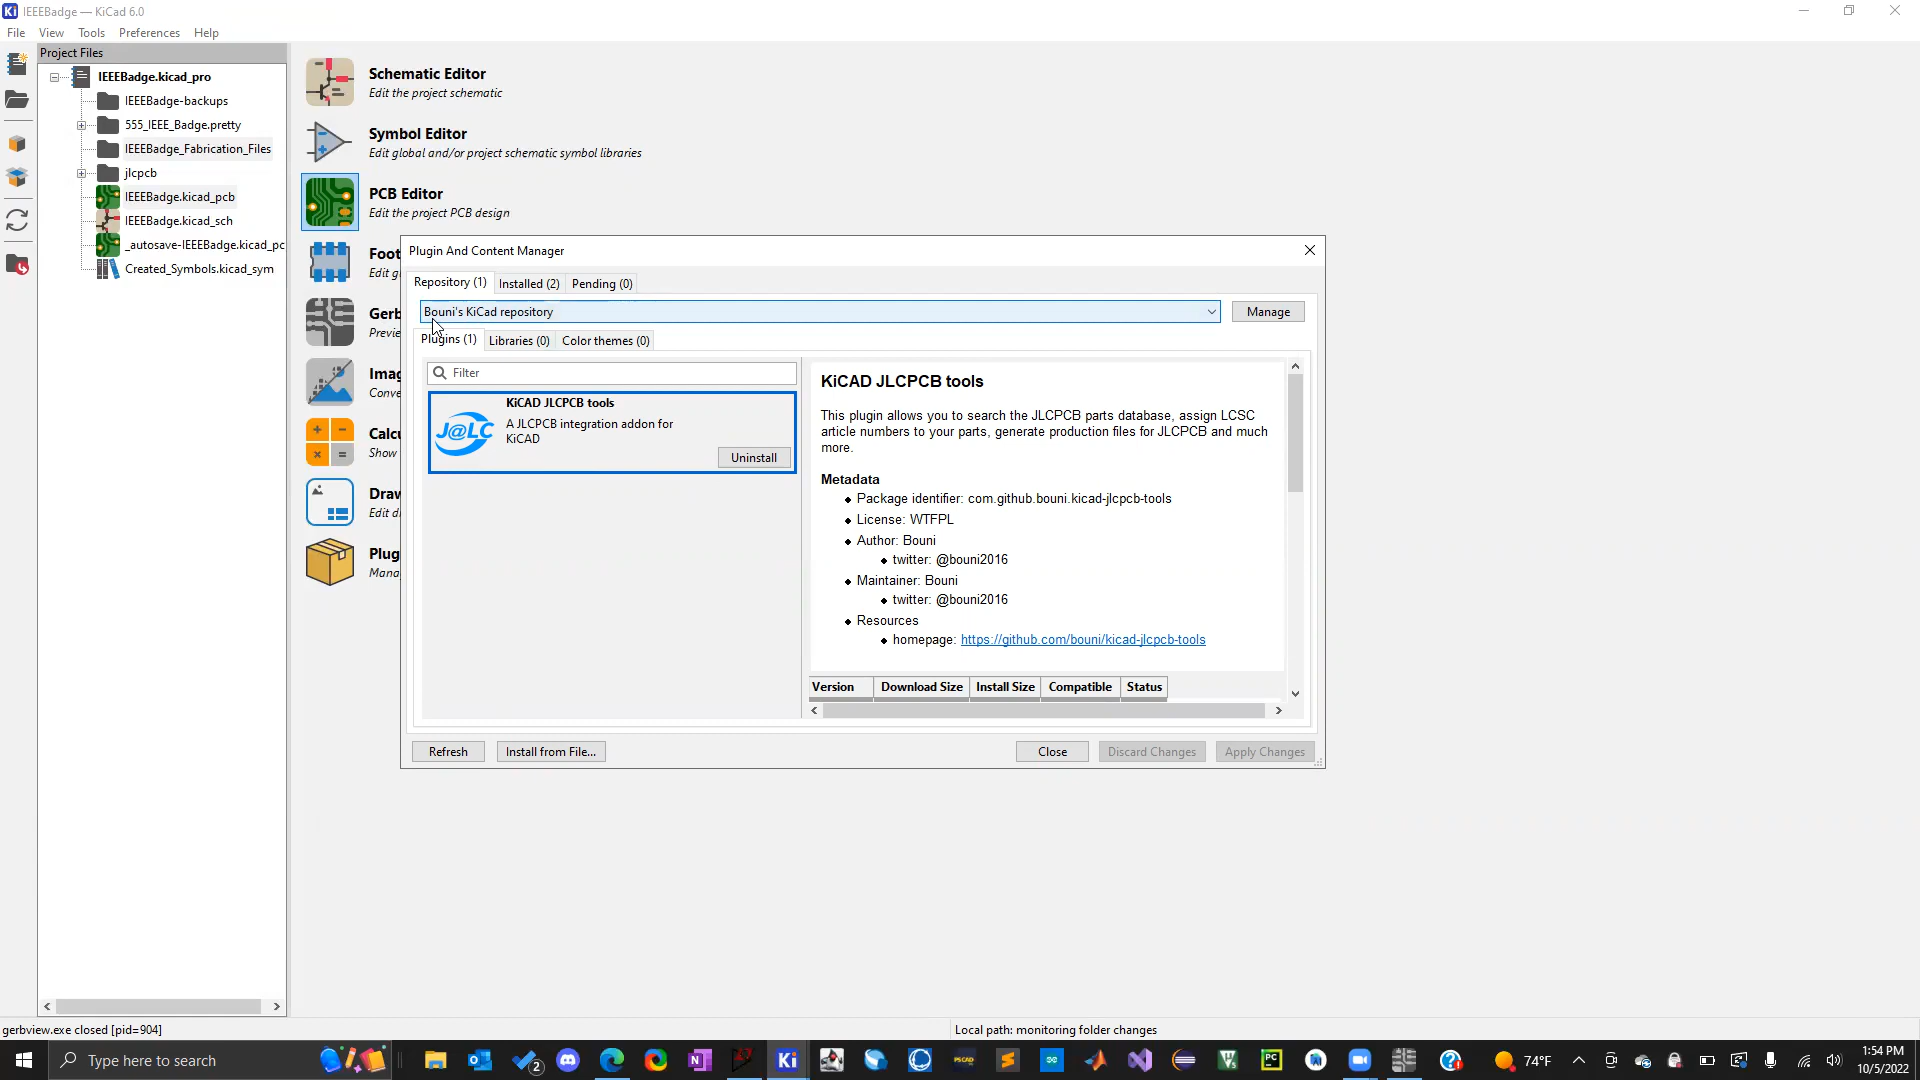 IEEEBadge — KiCad 6.0
File View Tools Preferences Help
Project Files
IEEEBadge.kicad_pro
IEEEBadge-backups
555_IEEE_Badge.pretty
IEEEBadge_Fabrication_Files
jlcpcb
IEEEBadge.kicad_pcb
IEEEBadge.kicad_sch
_autosave-IEEEBadge.kicad_pc
Created_Symbols.kicad_sym
Schematic Editor
Edit the project schematic
Symbol Editor
Edit global and/or project schematic symbol libraries
PCB Editor
Edit the project PCB design
Foot
Edit g
Gerb
Previe
Imag
Conve
Calcu
Show
Draw
Edit d
Plug
Mana
Plugin And Content Manager
Repository (1) Installed (2) Pending (0)
Bouni's KiCad repository
Manage
Plugins (1) Libraries (0) Color themes (0)
Filter
J@LC
KiCAD JLCPCB tools
A JLCPCB integration addon for
KiCAD
Uninstall
KiCAD JLCPCB tools
This plugin allows you to search the JLCPCB parts database, assign LCSC
article numbers to your parts, generate production files for JLCPCB and much
more.
Metadata
Package identifier: com.github.bouni.kicad-jlcpcb-tools
License: WTFPL
Author: Bouni
twitter: @bouni2016
Maintainer: Bouni
twitter: @bouni2016
Resources
homepage: https://github.com/bouni/kicad-jlcpcb-tools
Version Download Size Install Size Compatible Status
Refresh Install from File... Close Discard Changes Apply Changes
gerbview.exe closed [pid=904]
Local path: monitoring folder changes
Type here to search
74°F
1:54 PM
10/5/2022